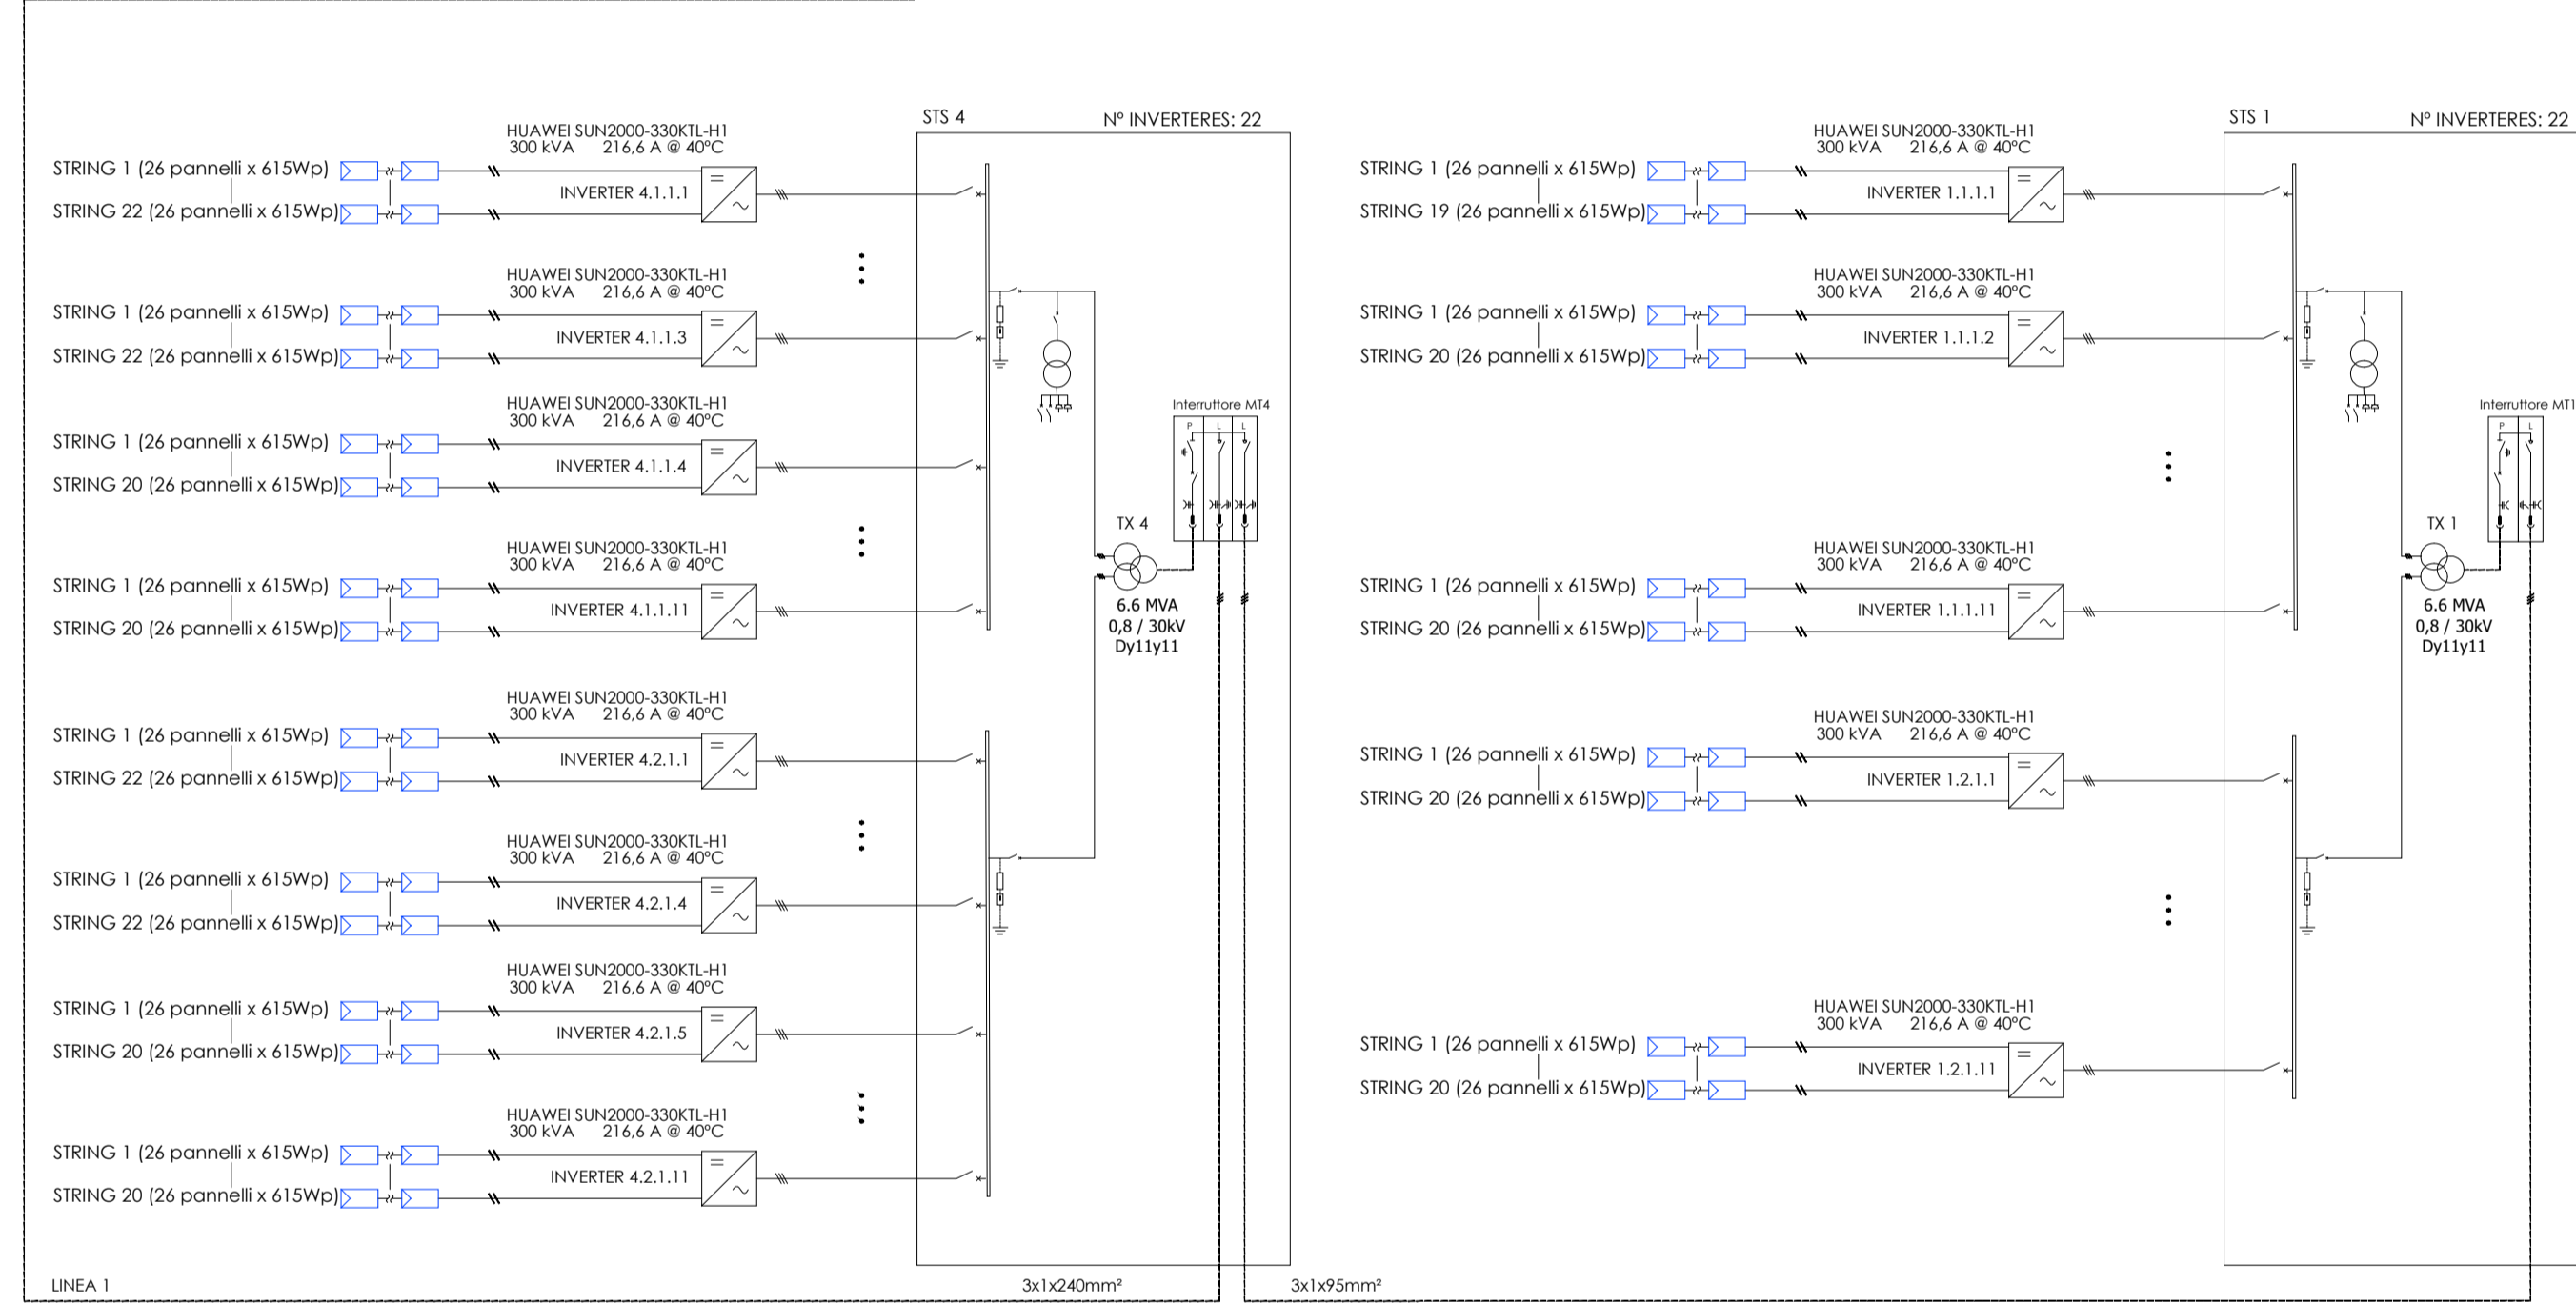 STS 4
Nº INVERTERES: 22
HUAWEI SUN2000-330KTL-H1
300 kVA 216,6 A @ 40ºC
STRING 1 (26 pannelli x 615Wp)
INVERTER 4.1.1.1
STRING 22 (26 pannelli x 615Wp)
HUAWEI SUN2000-330KTL-H1
300 kVA 216,6 A @ 40ºC
STRING 1 (26 pannelli x 615Wp)
INVERTER 4.1.1.3
STRING 22 (26 pannelli x 615Wp)
HUAWEI SUN2000-330KTL-H1
300 kVA 216,6 A @ 40ºC
STRING 1 (26 pannelli x 615Wp)
INVERTER 4.1.1.4
STRING 20 (26 pannelli x 615Wp)
HUAWEI SUN2000-330KTL-H1
300 kVA 216,6 A @ 40ºC
STRING 1 (26 pannelli x 615Wp)
INVERTER 4.1.1.11
STRING 20 (26 pannelli x 615Wp)
HUAWEI SUN2000-330KTL-H1
300 kVA 216,6 A @ 40ºC
STRING 1 (26 pannelli x 615Wp)
INVERTER 4.2.1.1
STRING 22 (26 pannelli x 615Wp)
HUAWEI SUN2000-330KTL-H1
300 kVA 216,6 A @ 40ºC
STRING 1 (26 pannelli x 615Wp)
INVERTER 4.2.1.4
STRING 22 (26 pannelli x 615Wp)
HUAWEI SUN2000-330KTL-H1
300 kVA 216,6 A @ 40ºC
STRING 1 (26 pannelli x 615Wp)
INVERTER 4.2.1.5
STRING 20 (26 pannelli x 615Wp)
HUAWEI SUN2000-330KTL-H1
300 kVA 216,6 A @ 40ºC
STRING 1 (26 pannelli x 615Wp)
INVERTER 4.2.1.11
STRING 20 (26 pannelli x 615Wp)
Interruttore MT4
P L L
TX 4
6.6 MVA
0,8 / 30kV
Dy11y11
LINEA 1
3x1x240mm²
3x1x95mm²
STS 1
Nº INVERTERES: 22
HUAWEI SUN2000-330KTL-H1
300 kVA 216,6 A @ 40ºC
STRING 1 (26 pannelli x 615Wp)
INVERTER 1.1.1.1
STRING 19 (26 pannelli x 615Wp)
HUAWEI SUN2000-330KTL-H1
300 kVA 216,6 A @ 40ºC
STRING 1 (26 pannelli x 615Wp)
INVERTER 1.1.1.2
STRING 20 (26 pannelli x 615Wp)
HUAWEI SUN2000-330KTL-H1
300 kVA 216,6 A @ 40ºC
STRING 1 (26 pannelli x 615Wp)
INVERTER 1.1.1.11
STRING 20 (26 pannelli x 615Wp)
HUAWEI SUN2000-330KTL-H1
300 kVA 216,6 A @ 40ºC
STRING 1 (26 pannelli x 615Wp)
INVERTER 1.2.1.1
STRING 20 (26 pannelli x 615Wp)
HUAWEI SUN2000-330KTL-H1
300 kVA 216,6 A @ 40ºC
STRING 1 (26 pannelli x 615Wp)
INVERTER 1.2.1.11
STRING 20 (26 pannelli x 615Wp)
Interruttore MT1
P L
TX 1
6.6 MVA
0,8 / 30kV
Dy11y11